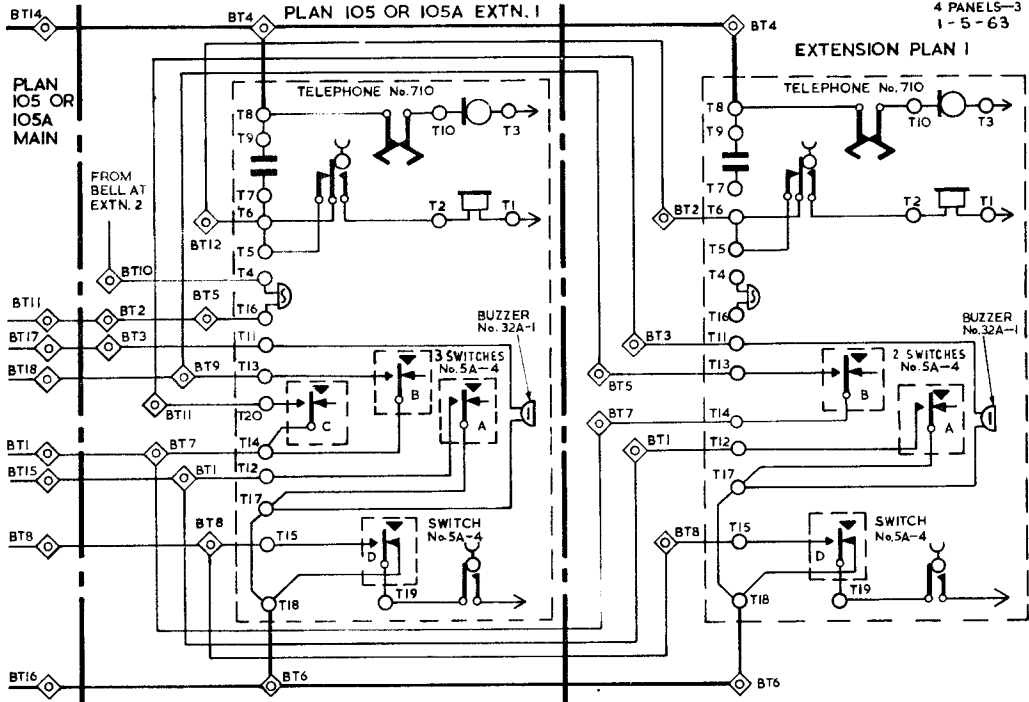 BT14
BT4
PLAN 105 OR 105A EXTN. 1
BT4
4 PANELS—3
1-5-63
EXTENSION PLAN 1
PLAN
105 OR
105A
MAIN
TELEPHONE No. 710
T8
T10
T3
T9
T7
T6
T2
T1
T5
T4
T16
FROM
BELL AT
EXTN. 2
BT12
BT10
BT11
BT2
BT5
BT17
BT3
T11
BUZZER
No. 32A-1
BT18
BT9
T13
3 SWITCHES
No. 5A-4
B
A
BT11
T20
C
BT1
BT7
T14
BT15
BT1
T12
T17
BT8
BT8
T15
SWITCH
No. 5A-4
D
T18
T19
BT16
BT6
TELEPHONE No. 710
T8
T10
T3
T9
T7
BT2
T6
T2
T1
T5
T4
T16
BUZZER
No. 32A-1
BT3
T11
BT5
T13
2 SWITCHES
No. 5A-4
B
A
BT7
T14
BT1
T12
T17
BT8
T15
SWITCH
No. 5A-4
D
T18
T19
BT6